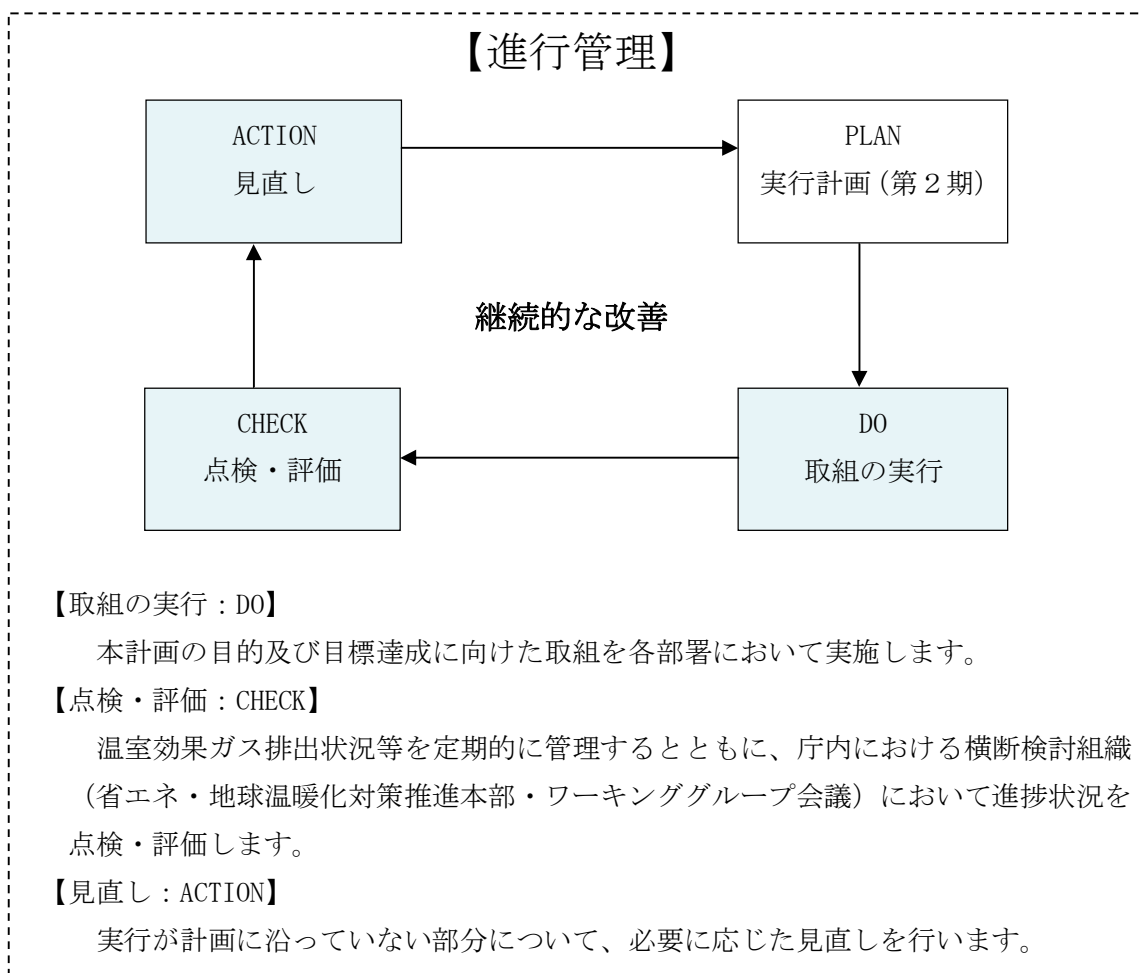 【進行管理】
ACTION
見直し
PLAN
実行計画(第2期)
継続的な改善
CHECK
点検・評価
DO
取組の実行
【取組の実行:DO】
本計画の目的及び目標達成に向けた取組を各部署において実施します。
【点検・評価:CHECK】
温室効果ガス排出状況等を定期的に管理するとともに、庁内における横断検討組織
(省エネ・地球温暖化対策推進本部・ワーキンググループ会議)において進捗状況を
点検・評価します。
【見直し:ACTION】
実行が計画に沿っていない部分について、必要に応じた見直しを行います。